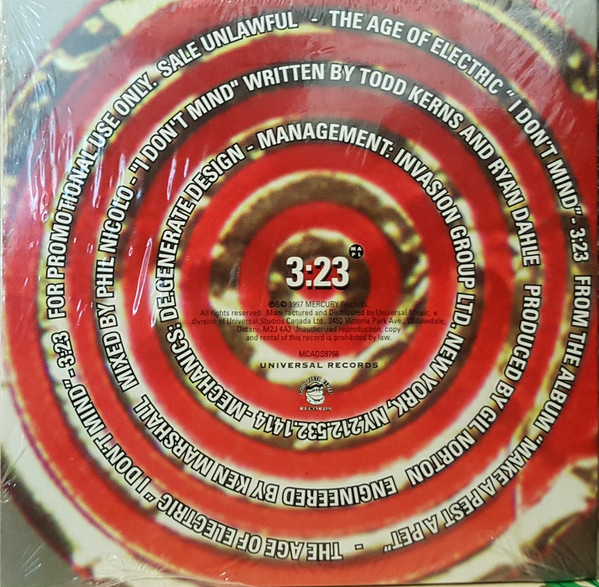 FOR PROMOTIONAL USE ONLY. SALE UNLAWFUL - THE AGE OF ELECTRIC "I DON'T MIND" - 3:23 FROM THE ALBUM "MAKE A PEST A PET" - THE AGE OF ELECTRIC "I DON'T MIND" - 3:23
MIXED BY PHIL NICOLO - "I DON'T MIND" WRITTEN BY TODD KERNS AND RYAN DAHLE PRODUCED BY GIL NORTON ENGINEERED BY KEN MARSHALL
MECHANICS: DE:GENERATE DESIGN - MANAGEMENT: INVASION GROUP LTD. NEW YORK, NY.212.532.1414 -
3:23
℗& © 1997 MERCURY Records.
All rights reserved. Manufactured and Distributed by Universal Music, a
division of Universal Studios Canada Ltd., 2450 Victoria Park Ave., Willowdale,
Ontario, M2J 4A2 Unauthorized reproduction, copy
and rental of this record is prohibited by law.
MCADS9766
UNIVERSAL RECORDS
RECORDS